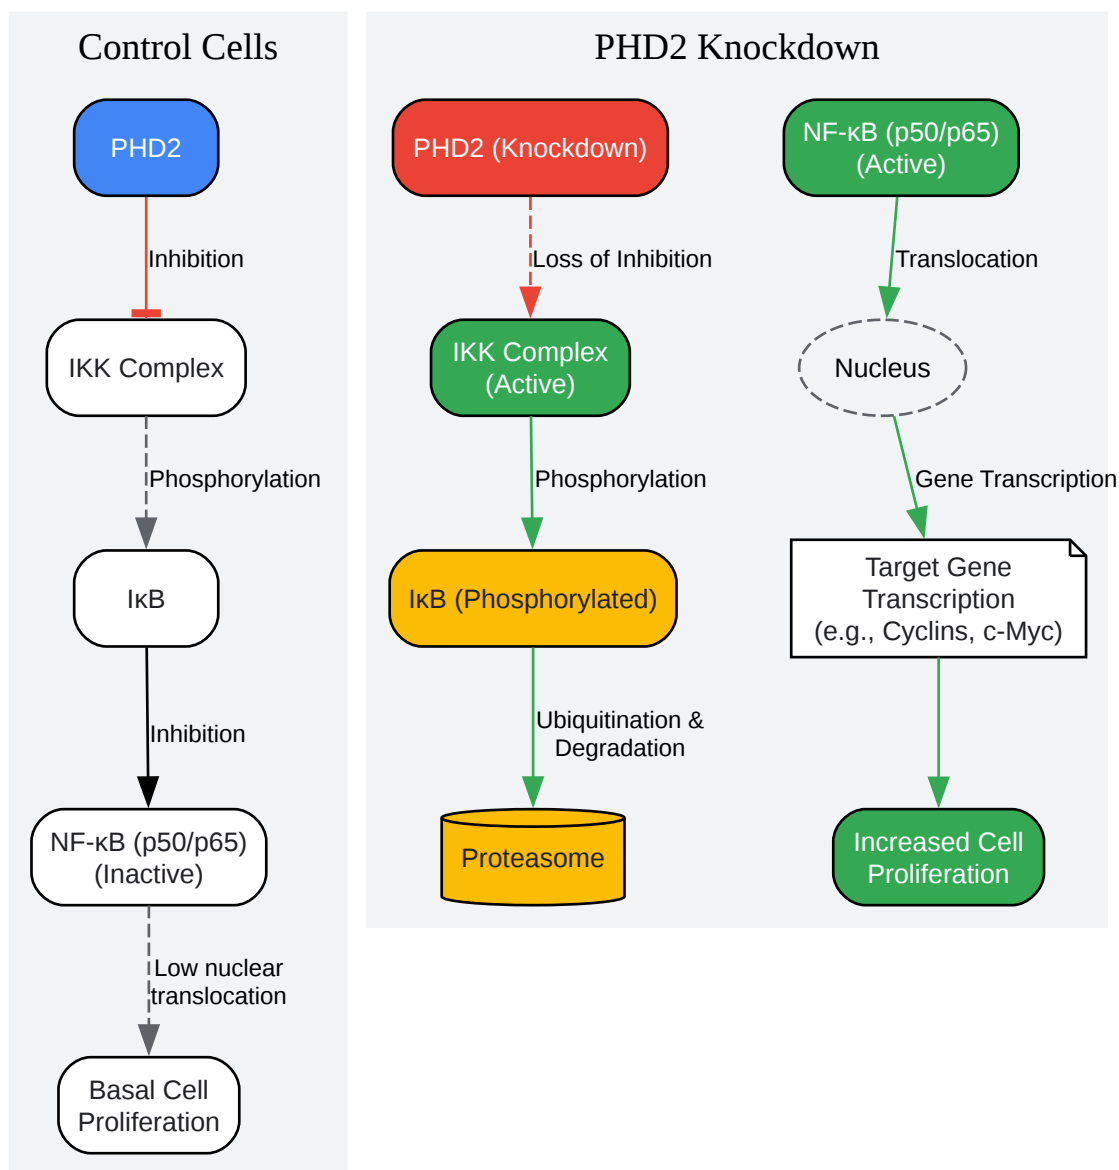 Control Cells
PHD2
Inhibition
IKK Complex
Phosphorylation
IκB
Inhibition
NF-κB (p50/p65)
(Inactive)
Low nuclear
translocation
Basal Cell
Proliferation
PHD2 Knockdown
PHD2 (Knockdown)
Loss of Inhibition
IKK Complex
(Active)
Phosphorylation
IκB (Phosphorylated)
Ubiquitination &
Degradation
Proteasome
NF-κB (p50/p65)
(Active)
Translocation
Nucleus
Gene Transcription
Target Gene
Transcription
(e.g., Cyclins, c-Myc)
Increased Cell
Proliferation